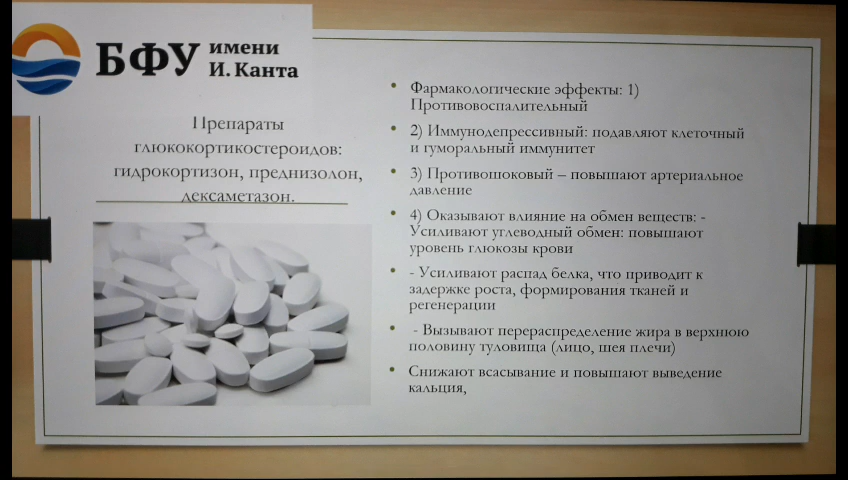 БФУ имени
И. Канта
Препараты
глюкокортикостероидов:
гидрокортизон, преднизолон,
дексаметазон.
• Фармакологические эффекты: 1)
Противовоспалительный
• 2) Иммунодепрессивный: подавляют клеточный
и гуморальный иммунитет
• 3) Противошоковый – повышают артериальное
давление
• 4) Оказывают влияние на обмен веществ: -
Усиливают углеводный обмен: повышают
уровень глюкозы крови
• - Усиливают распад белка, что приводит к
задержке роста, формирования тканей и
регенерации
• - Вызывают перераспределение жира в верхнюю
половину туловища (лицо, шея плечи)
• Снижают всасывание и повышают выведение
кальция,